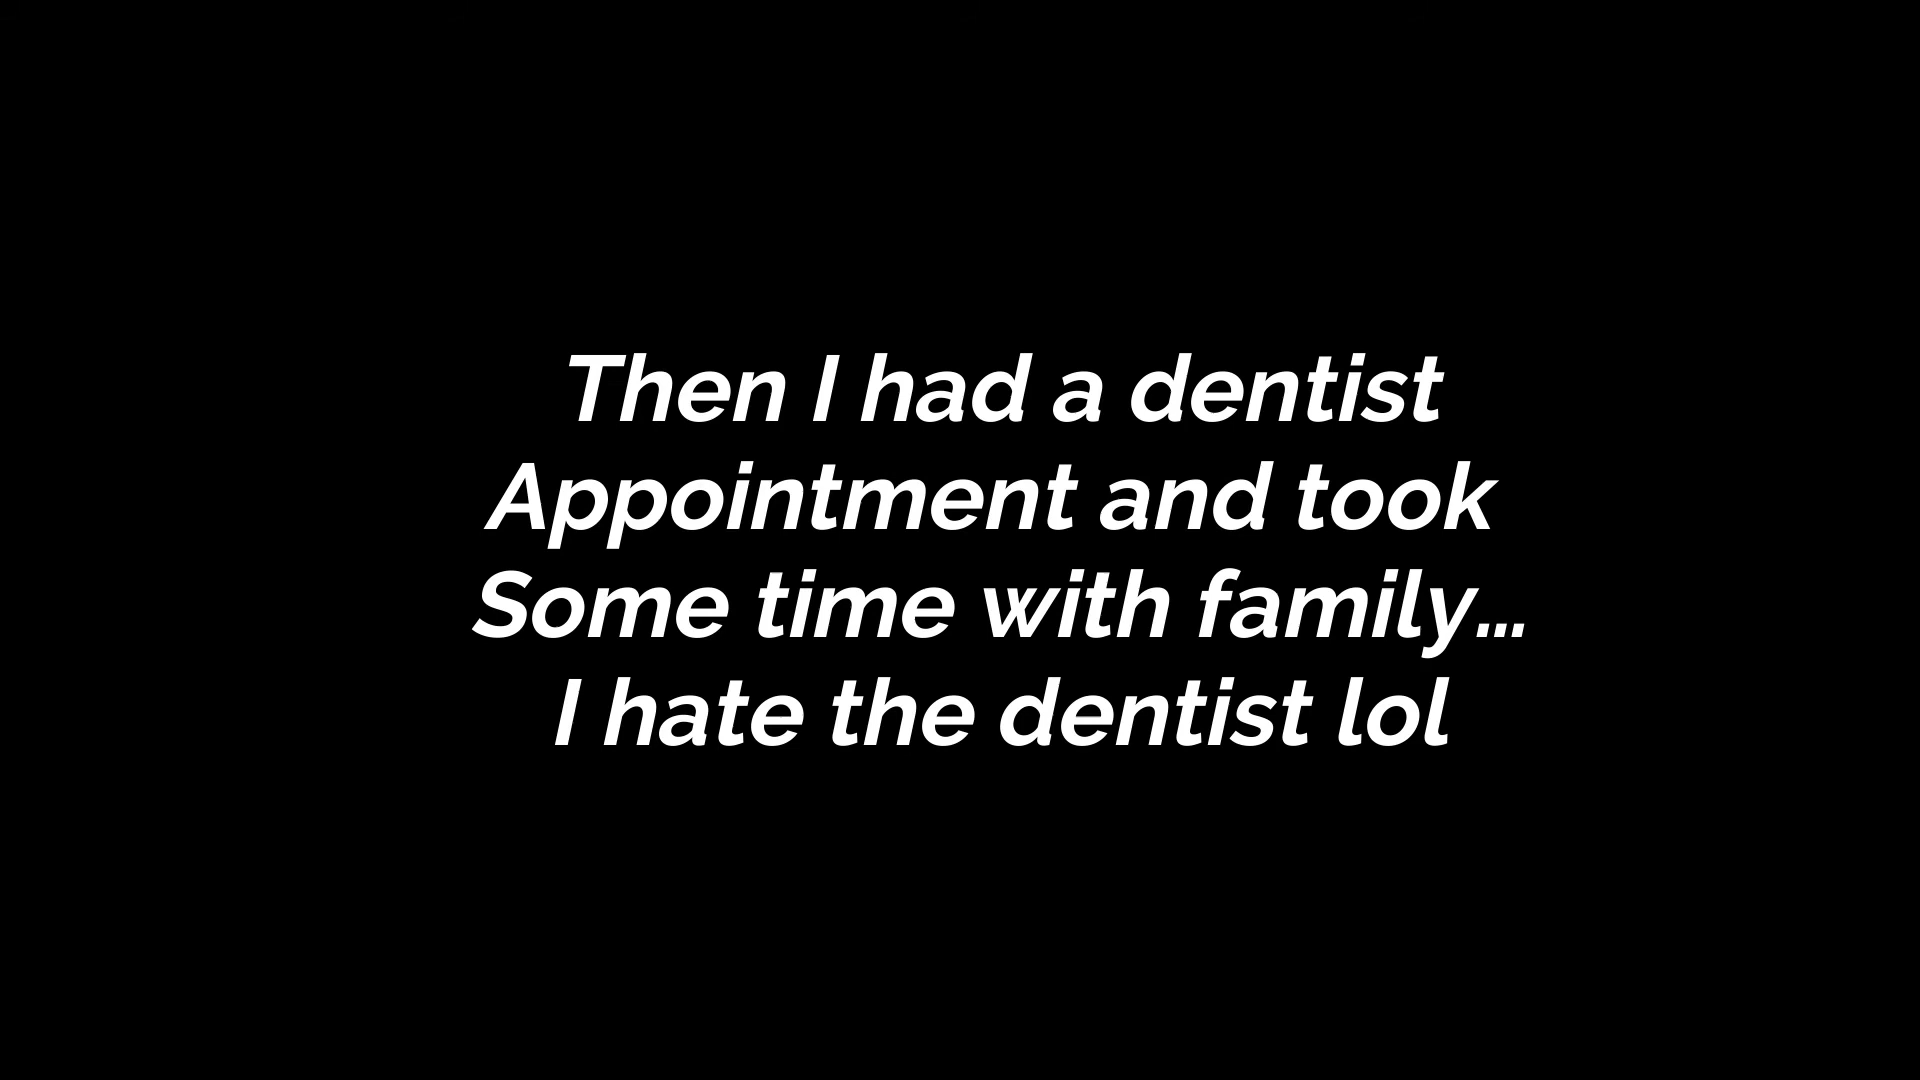 Then I had a dentist
Appointment and took
Some time with family...
I hate the dentist lol